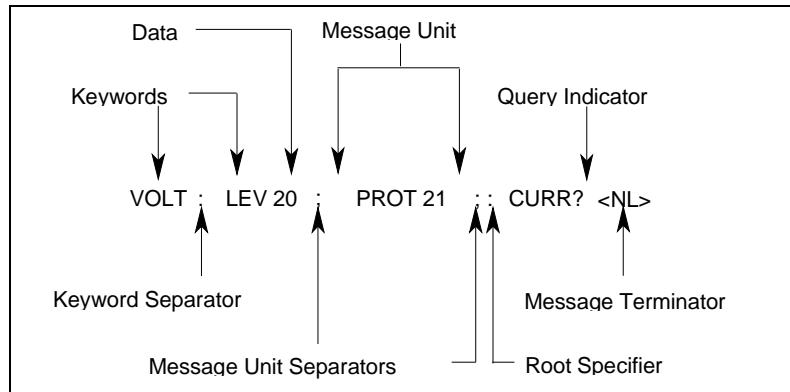 Data
Message Unit
Keywords
Query Indicator
VOLT : LEV 20 ; PROT 21 ; : CURR? <NL>
Keyword Separator
Message Terminator
Message Unit Separators
Root Specifier